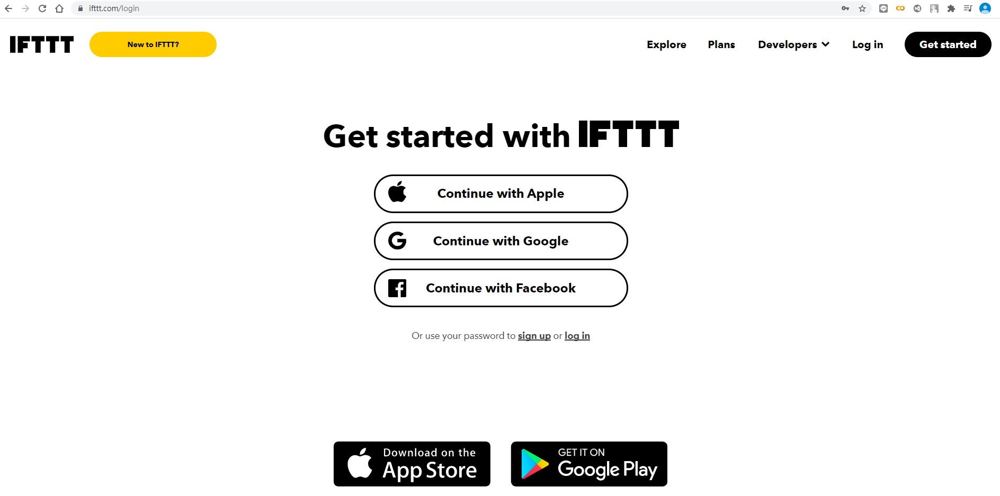 ifttt.com/login
IFTTT
New to IFTTT?
Explore
Plans
Developers
Log in
Get started
Get started with IFTTT
Continue with Apple
Continue with Google
Continue with Facebook
Or use your password to sign up or log in
Download on the
App Store
GET IT ON
Google Play